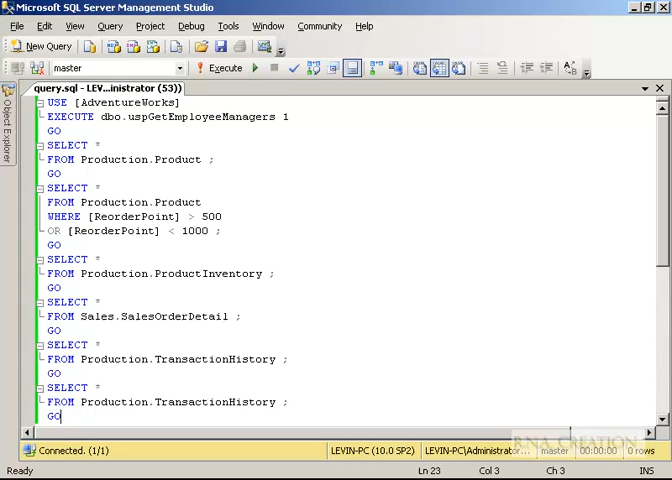 Microsoft SQL Server Management Studio
File Edit View Query Project Debug Tools Window Community Help
New Query
master Execute
query.sql - LEV...inistrator (53))
Object Explorer
USE [AdventureWorks]
EXECUTE dbo.uspGetEmployeeManagers 1
GO
SELECT *
FROM Production.Product ;
GO
SELECT *
FROM Production.Product
WHERE [ReorderPoint] > 500
OR [ReorderPoint] < 1000 ;
GO
SELECT *
FROM Production.ProductInventory ;
GO
SELECT *
FROM Sales.SalesOrderDetail ;
GO
SELECT *
FROM Production.TransactionHistory ;
GO
SELECT *
FROM Production.TransactionHistory ;
GO
RNA CREATION
Connected. (1/1) LEVIN-PC (10.0 SP2) LEVIN-PC\Administrator... master 00:00:00 0 rows
Ready Ln 23 Col 3 Ch 3 INS